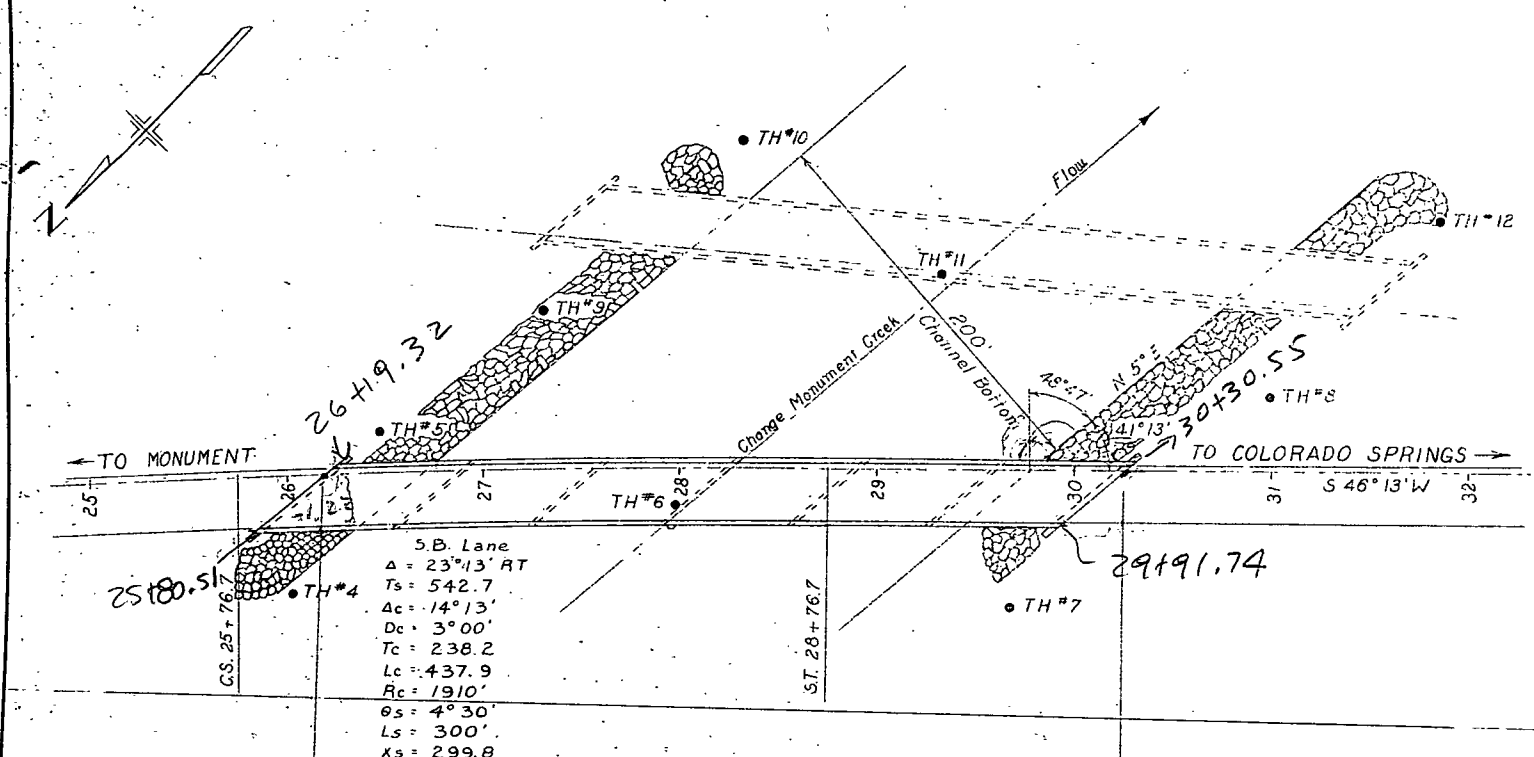 N
TH#10
Flow
TH#12
TH#11
TH#9
200'
Channel Bottom
Change Monument Creek
26+19.32
N 5° E
48°47'
41°13'
30+30.55
TH#8
TH#5
← TO MONUMENT
TO COLORADO SPRINGS →
S 46° 13' W
25
26
27
28
29
30
31
32
TH#6
25+80.51
TH#4
29+91.74
TH#7
C.S. 25+76.7
S.T. 28+76.7
S.B. Lane
Δ = 23°13' RT
Ts = 542.7
Δc = 14°13'
Dc = 3°00'
Tc = 238.2
Lc = 437.9
Rc = 1910'
θs = 4°30'
Ls = 300'
Xs = 299.8